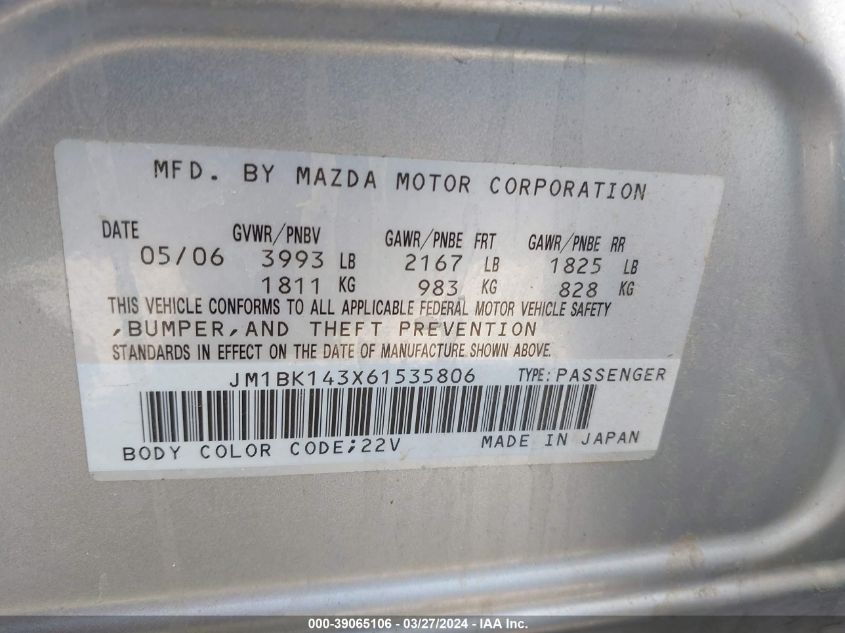 MFD. BY MAZDA MOTOR CORPORATION
DATE GVWR/PNBV GAWR/PNBE FRT GAWR/PNBE RR
05/06 3993 LB 2167 LB 1825 LB
1811 KG 983 KG 828 KG
THIS VEHICLE CONFORMS TO ALL APPLICABLE FEDERAL MOTOR VEHICLE SAFETY
,BUMPER,AND THEFT PREVENTION
STANDARDS IN EFFECT ON THE DATE OF MANUFACTURE SHOWN ABOVE.
JM1BK143X61535806 TYPE:PASSENGER
BODY COLOR CODE;22V MADE IN JAPAN
000-39065106 - 03/27/2024 - IAA Inc.